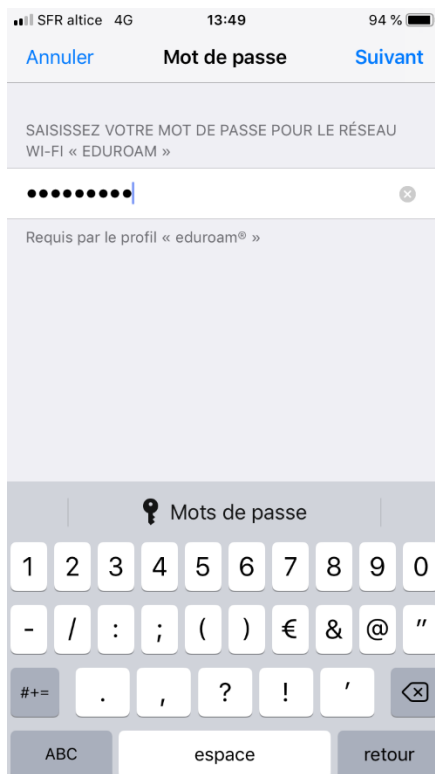 SFR altice 4G 13:49 94 %
Annuler Mot de passe Suivant
SAISISSEZ VOTRE MOT DE PASSE POUR LE RÉSEAU
WI-FI « EDUROAM »
●●●●●●●●●
Requis par le profil « eduroam® »
Mots de passe
1 2 3 4 5 6 7 8 9 0
- / : ; ( ) € & @ "
#+= . , ? ! ’
ABC espace retour